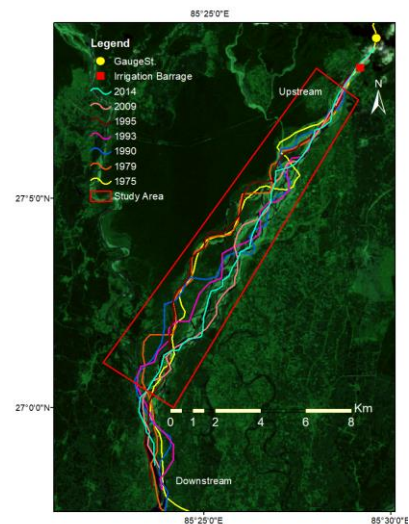 85°25'0"E
Legend
GaugeSt.
Irrigation Barrage
2014
2009
1995
1993
1990
1979
1975
Study Area
Upstream
N
27°5'0"N
27°0'0"N
Km
0 1 2 4 6 8
Downstream
85°25'0"E
85°30'0"E